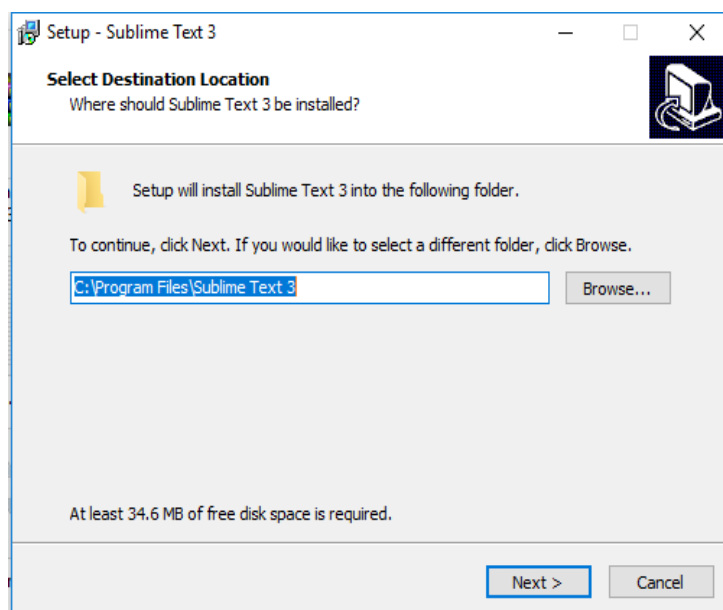 Setup - Sublime Text 3
Select Destination Location
Where should Sublime Text 3 be installed?
Setup will install Sublime Text 3 into the following folder.
To continue, click Next. If you would like to select a different folder, click Browse.
C:\Program Files\Sublime Text 3
Browse...
At least 34.6 MB of free disk space is required.
Next >
Cancel